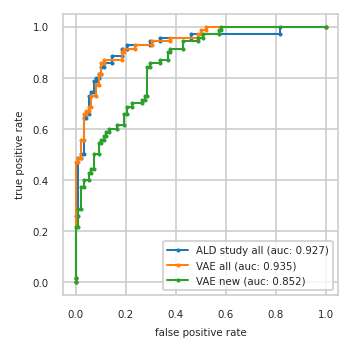 1.0
0.8
0.6
0.4
0.2
0.0
true positive rate
ALD study all (auc: 0.927)
VAE all (auc: 0.935)
VAE new (auc: 0.852)
0.0 0.2 0.4 0.6 0.8 1.0
false positive rate